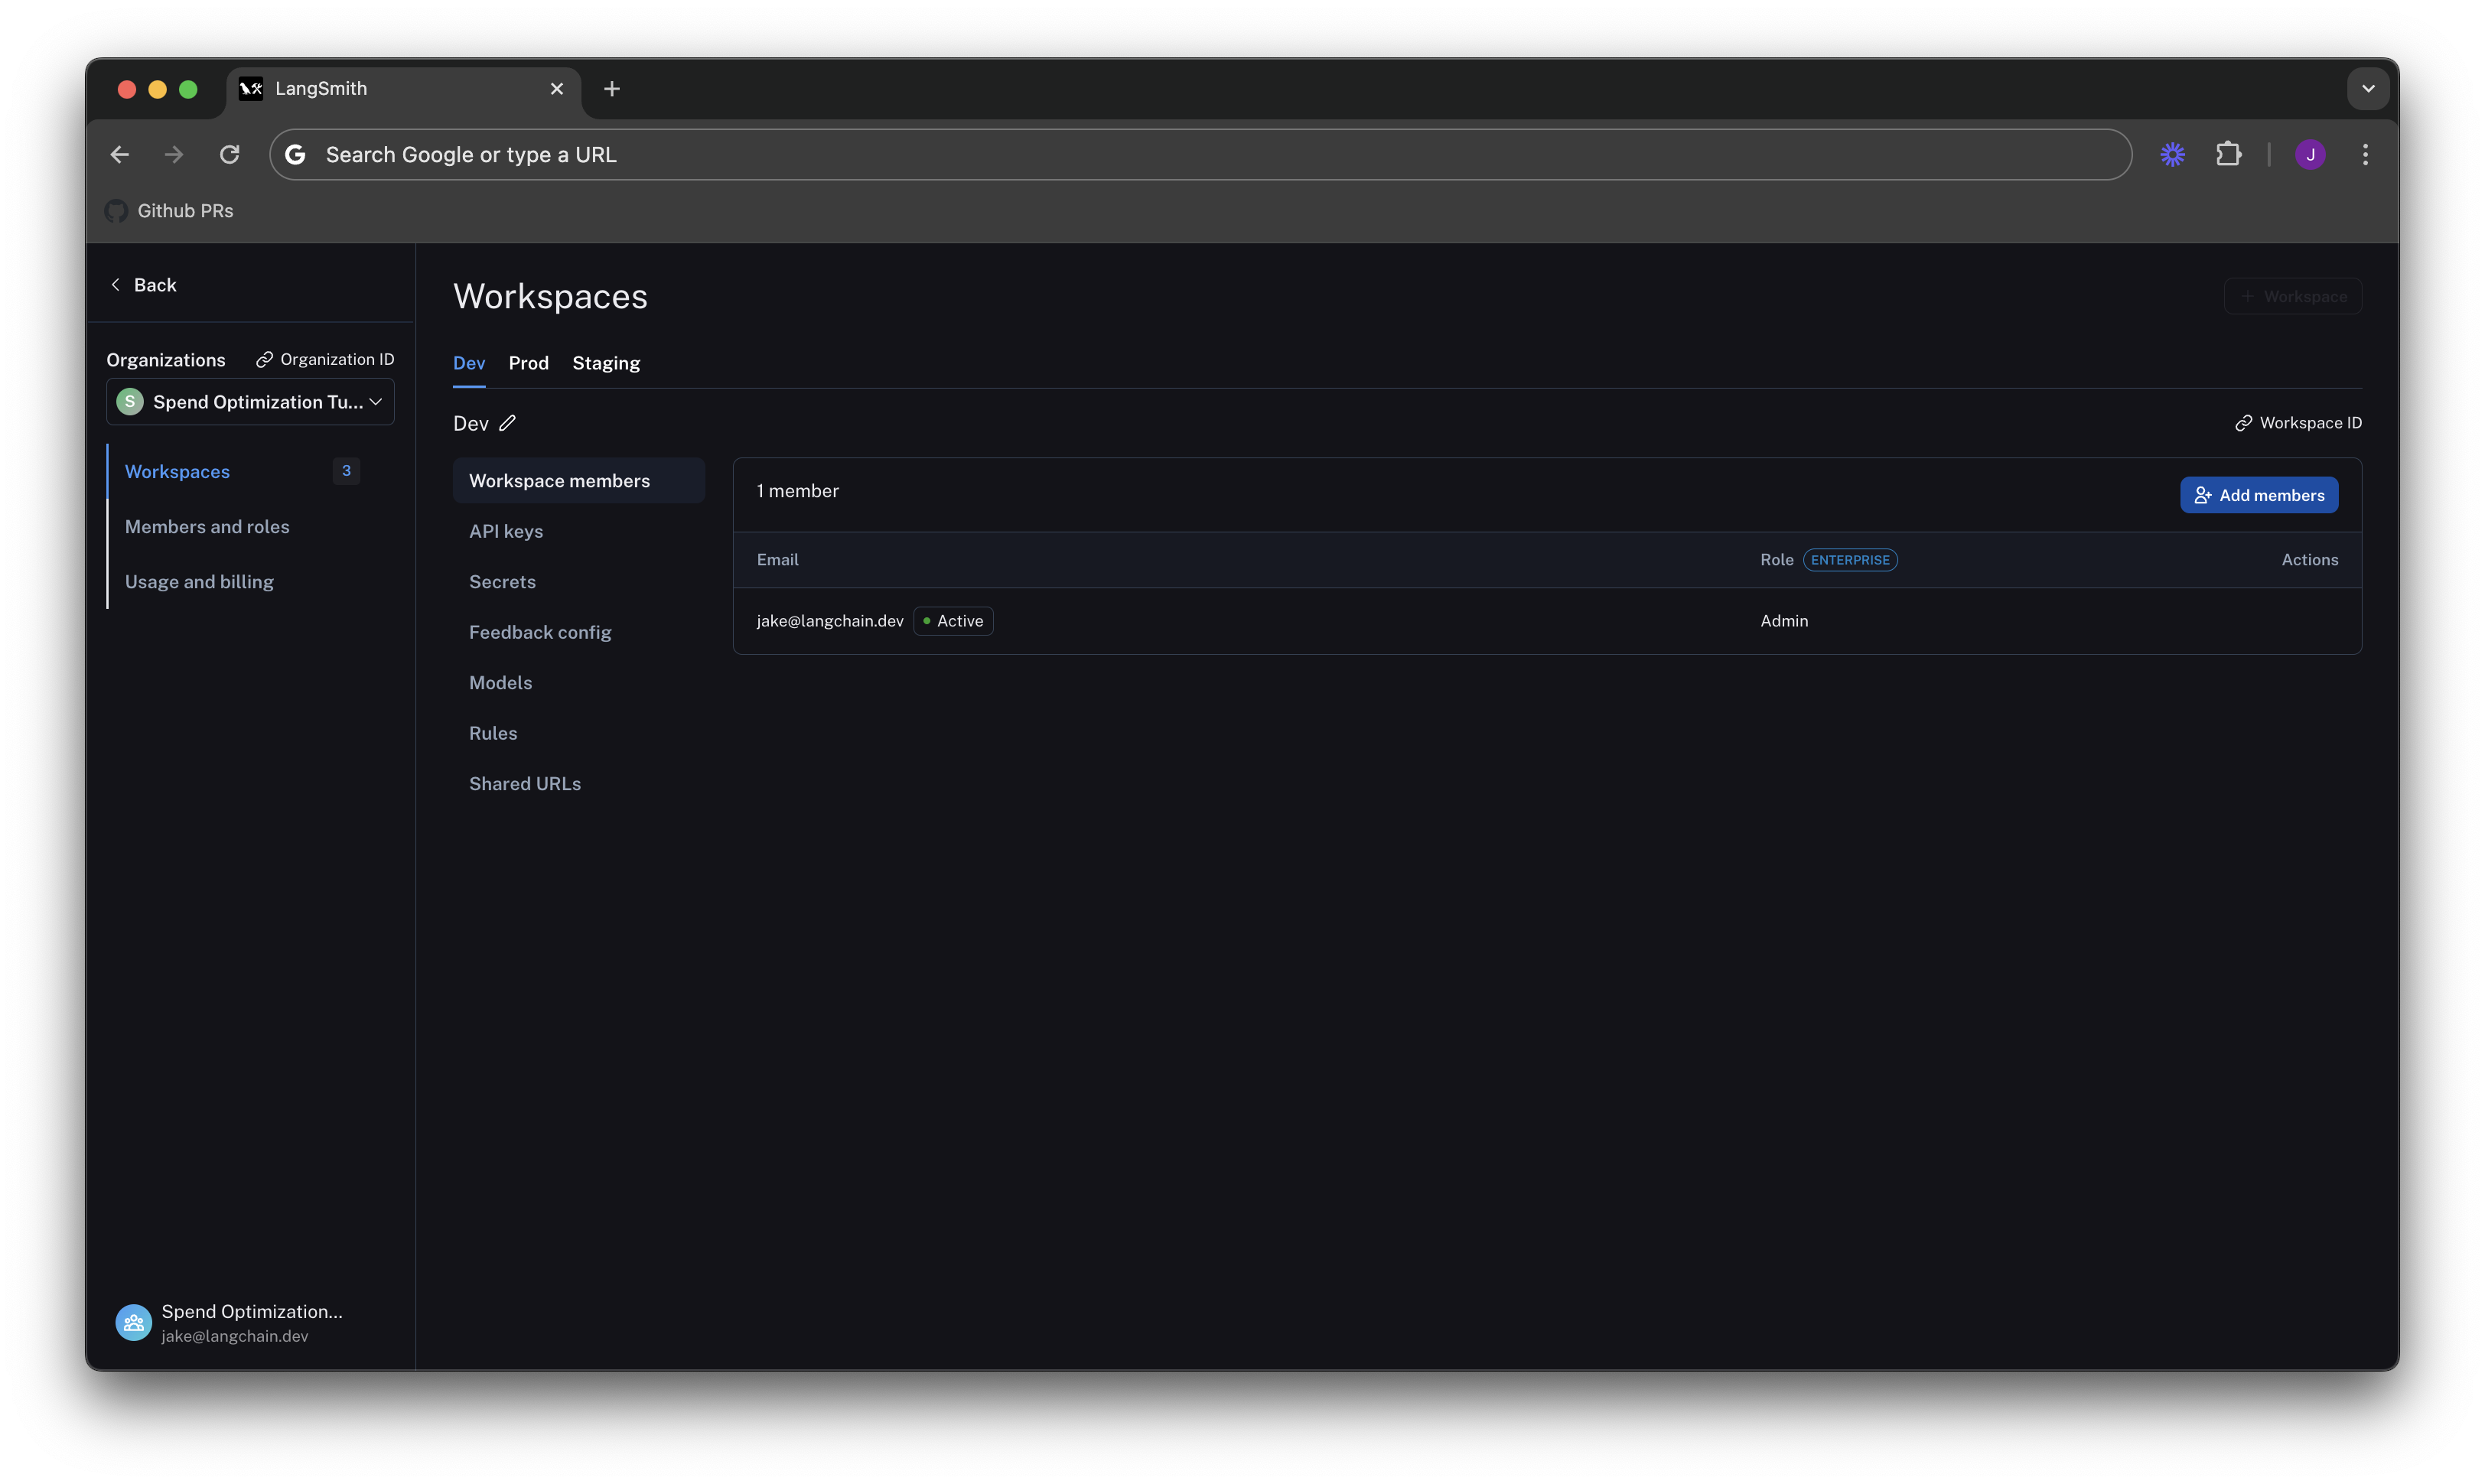 LangSmith
Search Google or type a URL
J
Github PRs
Back
Organizations Organization ID
S Spend Optimization Tu...
Workspaces 3
Members and roles
Usage and billing
Spend Optimization...
jake@langchain.dev
Workspaces
+ Workspace
Dev Prod Staging
Dev
Workspace ID
Workspace members
API keys
Secrets
Feedback config
Models
Rules
Shared URLs
1 member
Add members
Email Role ENTERPRISE Actions
jake@langchain.dev Active Admin